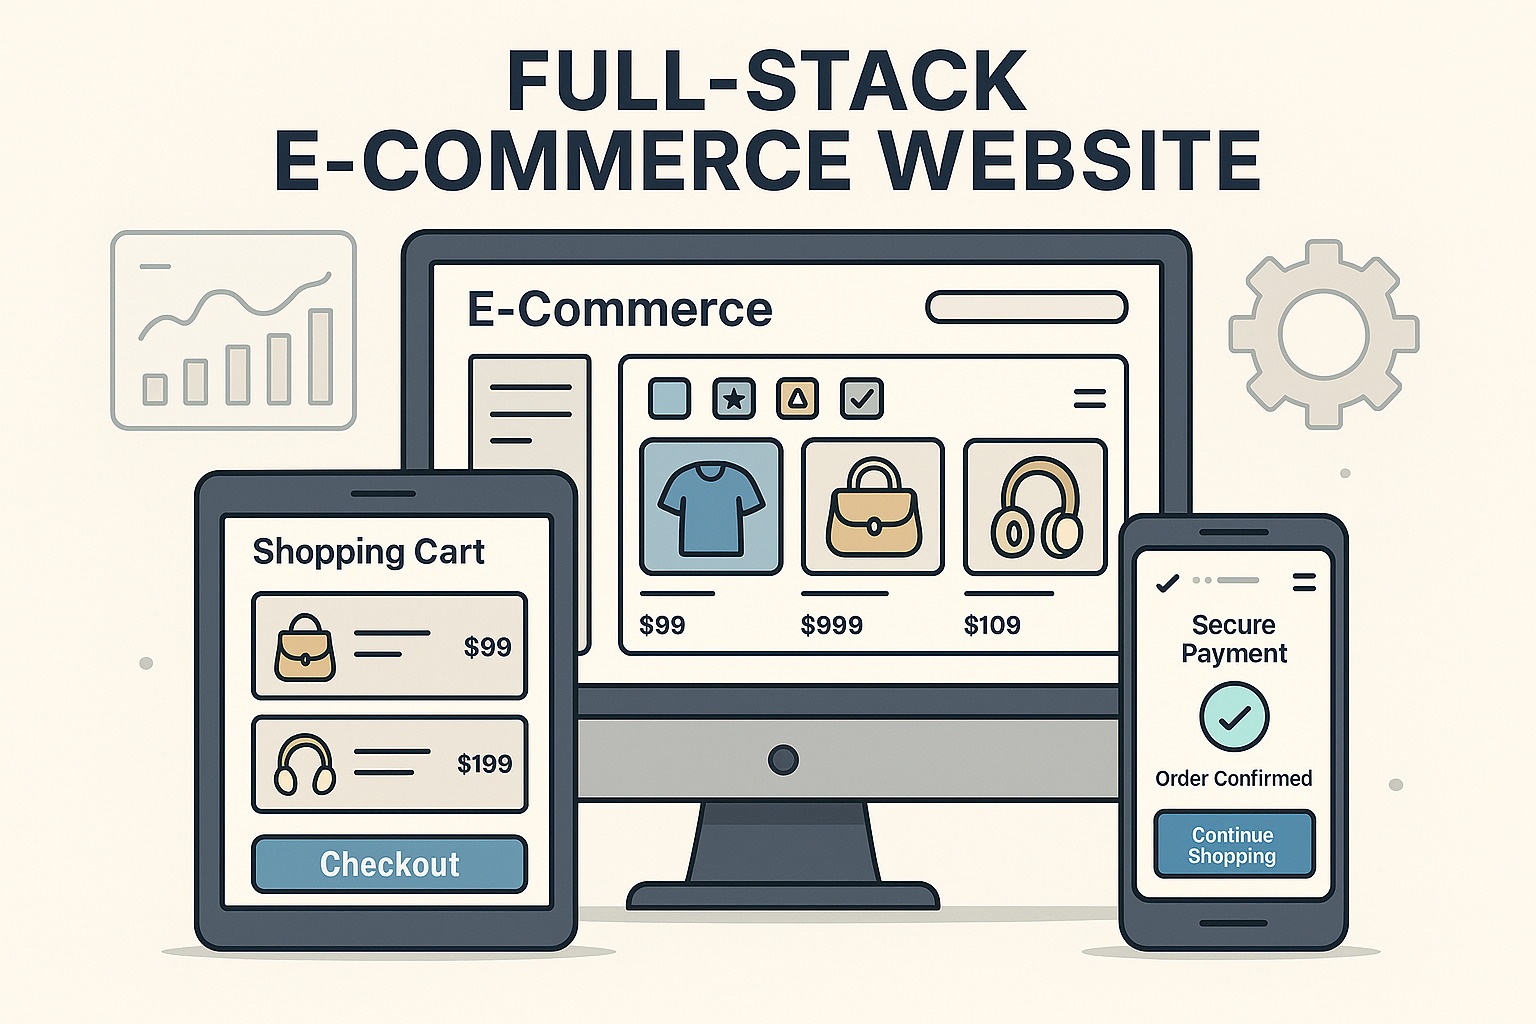 FULL-STACK
E-COMMERCE WEBSITE
E-Commerce
$99
$999
$109
Shopping Cart
$99
$199
Checkout
Secure
Payment
Order Confirmed
Continue
Shopping